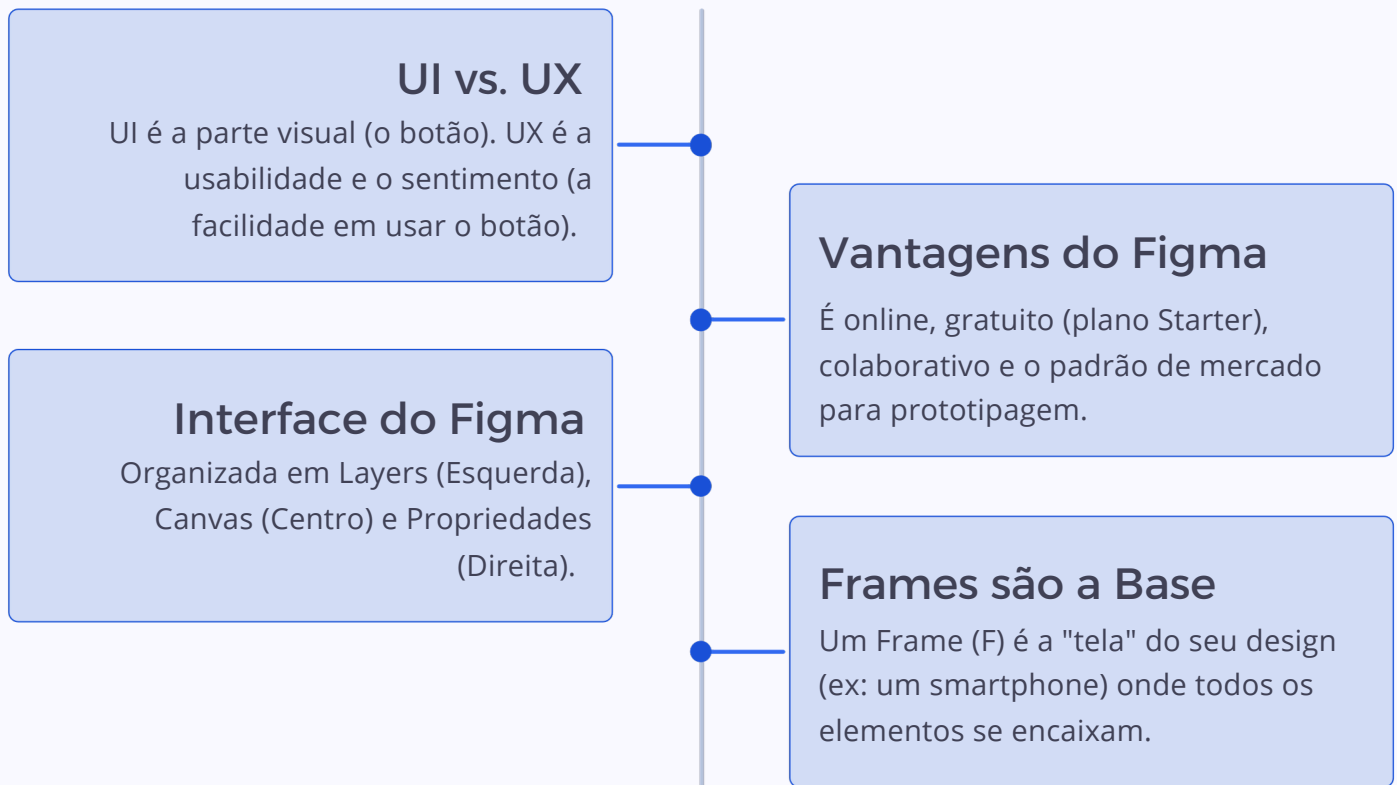 UI vs. UX
UI é a parte visual (o botão). UX é a
usabilidade e o sentimento (a
facilidade em usar o botão).
Vantagens do Figma
É online, gratuito (plano Starter),
colaborativo e o padrão de mercado
para prototipagem.
Interface do Figma
Organizada em Layers (Esquerda),
Canvas (Centro) e Propriedades
(Direita).
Frames são a Base
Um Frame (F) é a "tela" do seu design
(ex: um smartphone) onde todos os
elementos se encaixam.